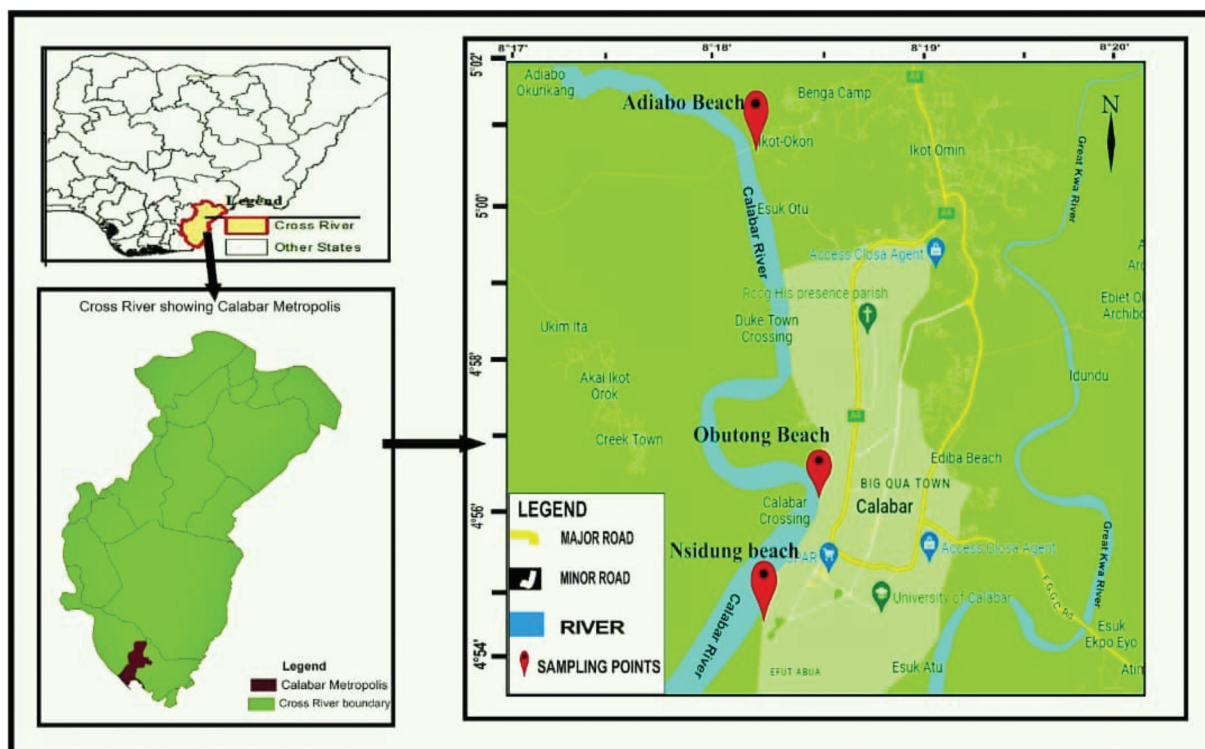 Legend
Cross River
Other States
Cross River showing Calabar Metropolis
Legend
Calabar Metropolis
Cross River boundary
8°17' 8°18' 8°19' 8°20'
5°02'
5°00'
4°58'
4°56'
4°54'
N
Adiabo
Okurikang
Adiabo Beach
Benga Camp
A4
Ikot-Okon
Ikot Omin
Great Kwa River
Calabar River
Esuk Otu
A4
Access Closa Agent
Rccg His presence parish
Ukim Ita
Duke Town
Crossing
Ebiet
Archibo
Akai Ikot
Orok
Idundu
A4
Creek Town
Obutong Beach
Ediba Beach
BIG QUA TOWN
Calabar
Calabar
Crossing
Nsidung beach
SPAR
Access Closa Agent
Great Kwa River
University of Calabar
F.G.G.C. Rd
Calabar River
Esuk
Ekpo Eyo
EFUT ABUA
Esuk Atu
Atim
LEGEND
MAJOR ROAD
MINOR ROAD
RIVER
SAMPLING POINTS